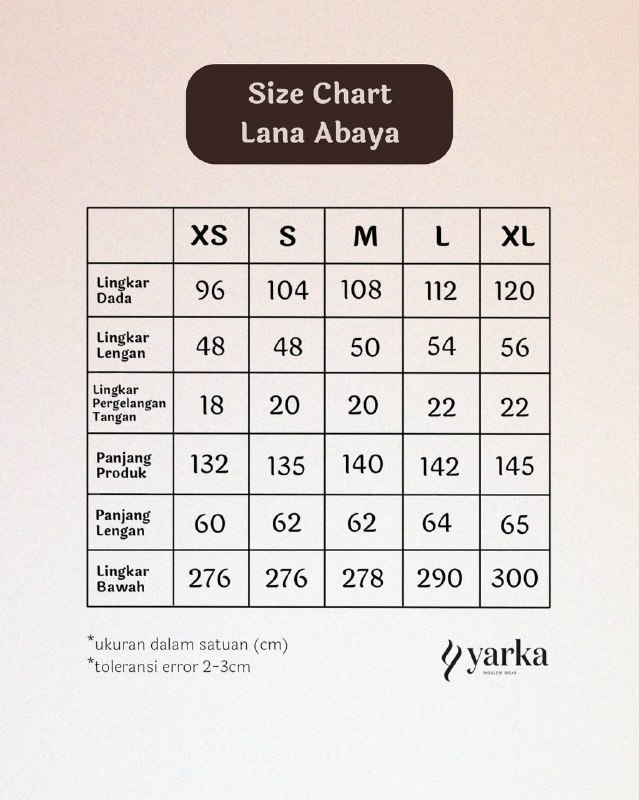 Size Chart
Lana Abaya
XS S M L XL
Lingkar
Dada 96 104 108 112 120
Lingkar
Lengan 48 48 50 54 56
Lingkar
Pergelangan
Tangan 18 20 20 22 22
Panjang
Produk 132 135 140 142 145
Panjang
Lengan 60 62 62 64 65
Lingkar
Bawah 276 276 278 290 300
*ukuran dalam satuan (cm)
*toleransi error 2-3cm
yarka
MOSLEM WEAR